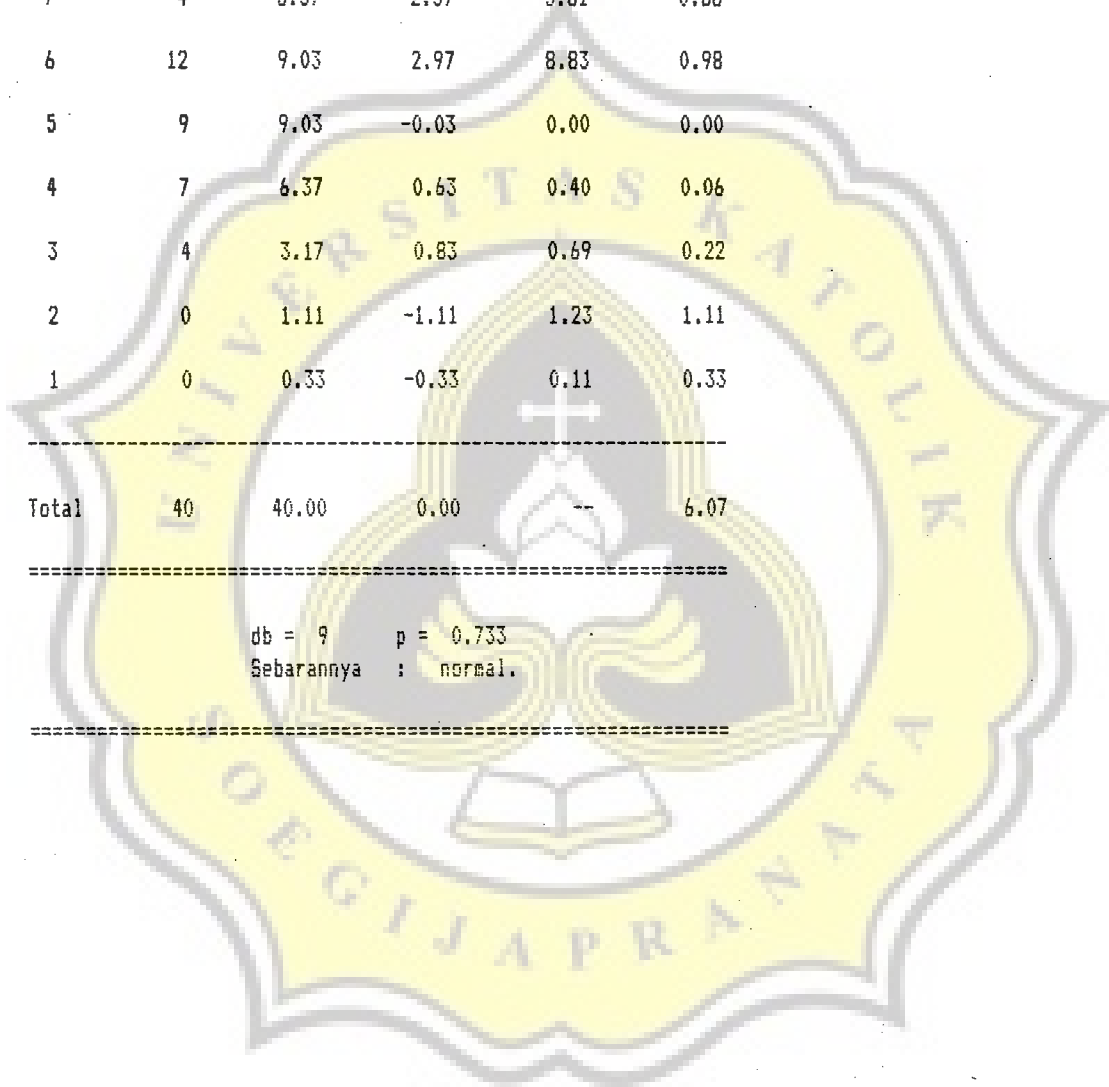 6 12 9.03 2.97 8.83 0.98
5 9 9.03 -0.03 0.00 0.00
4 7 6.37 0.63 0.40 0.06
3 4 3.17 0.83 0.69 0.22
2 0 1.11 -1.11 1.23 1.11
1 0 0.33 -0.33 0.11 0.33
Total 40 40.00 0.00 -- 6.07
db = 9 p = 0.733
Sebarannya : normal.
UNIVERSITAS KATOLIK
SOEGIJAPRANATA